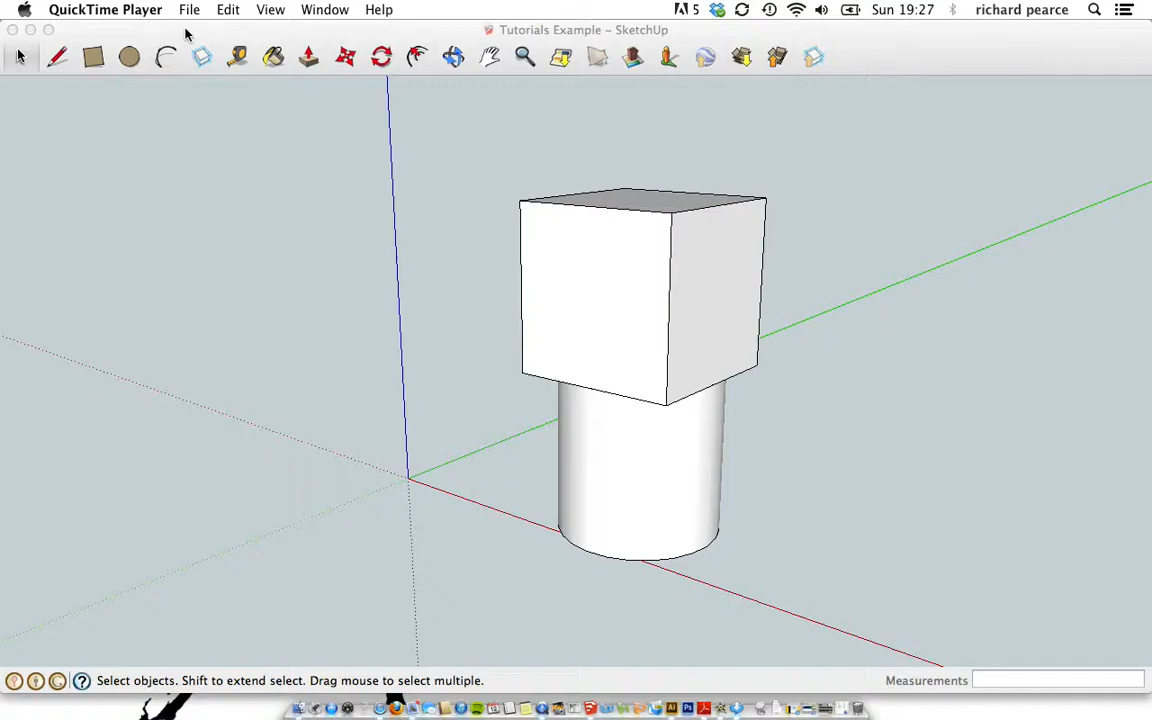 QuickTime Player File Edit View Window Help 5 Sun 19:27 richard pearce
Tutorials Example – SketchUp
Select objects. Shift to extend select. Drag mouse to select multiple. Measurements